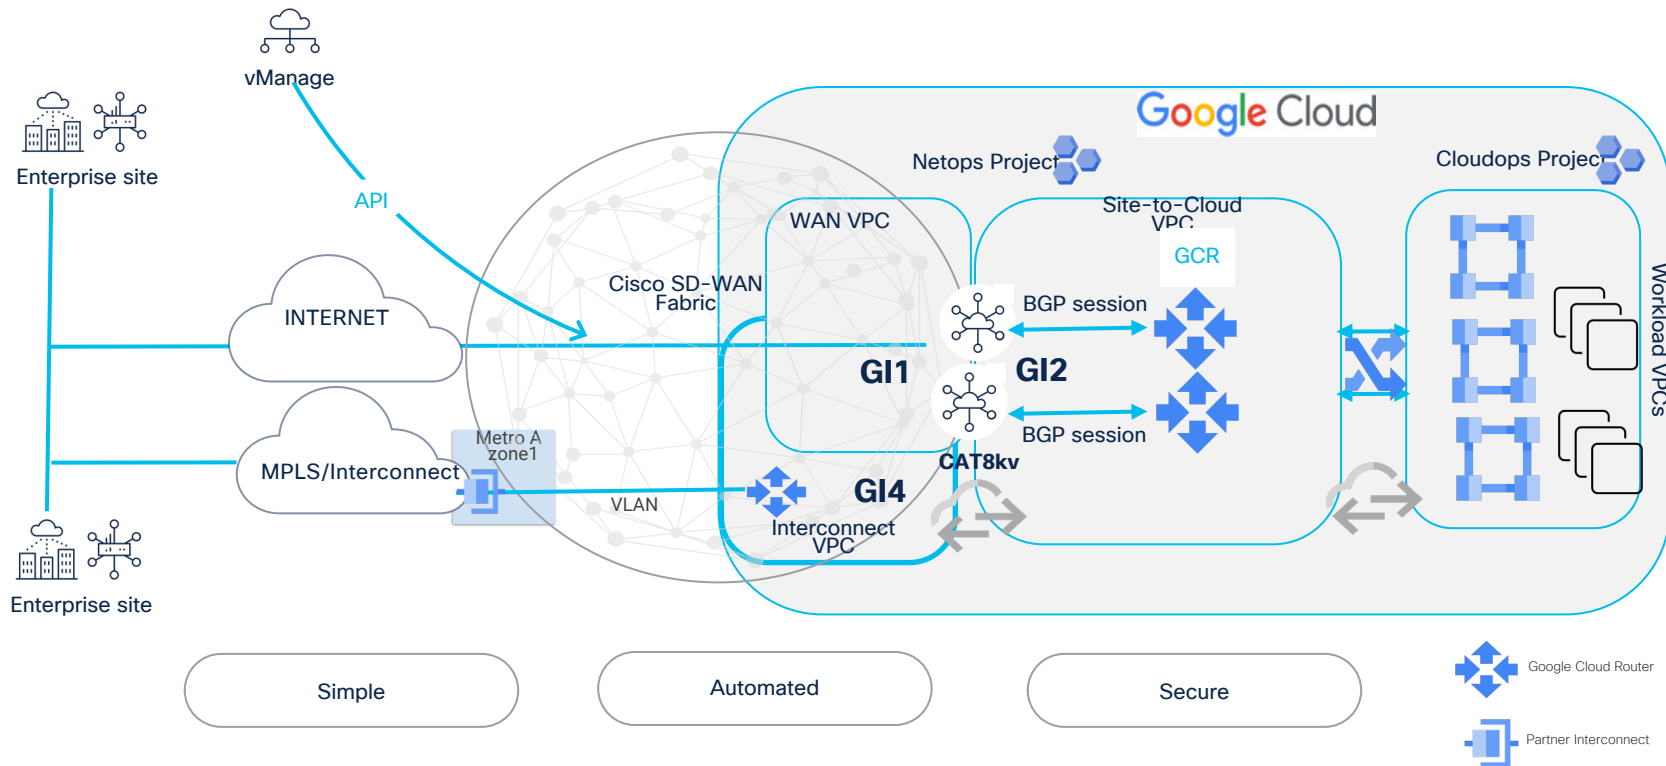 vManage
Google Cloud
Enterprise site
Netops Project
Cloudops Project
API
WAN VPC
Site-to-Cloud
VPC
GCR
Cisco SD-WAN
Fabric
INTERNET
BGP session
GI1
GI2
Workload VPCs
BGP session
Metro A
zone1
MPLS/Interconnect
CAT8kv
GI4
VLAN
Interconnect
VPC
Enterprise site
Simple
Automated
Secure
Google Cloud Router
Partner Interconnect